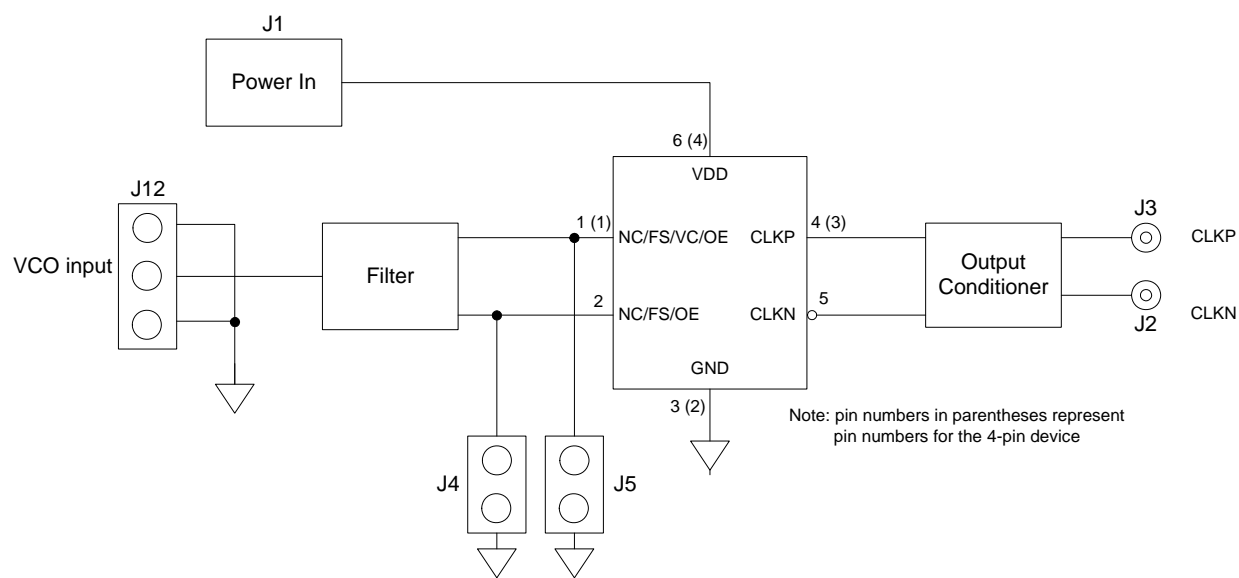 J1
Power In
6 (4)
VDD
J12
VCO input
Filter
1 (1)
NC/FS/VC/OE
CLKP
4 (3)
2
NC/FS/OE
CLKN
5
GND
3 (2)
Output
Conditioner
J3
CLKP
J2
CLKN
Note: pin numbers in parentheses represent
pin numbers for the 4-pin device
J4
J5